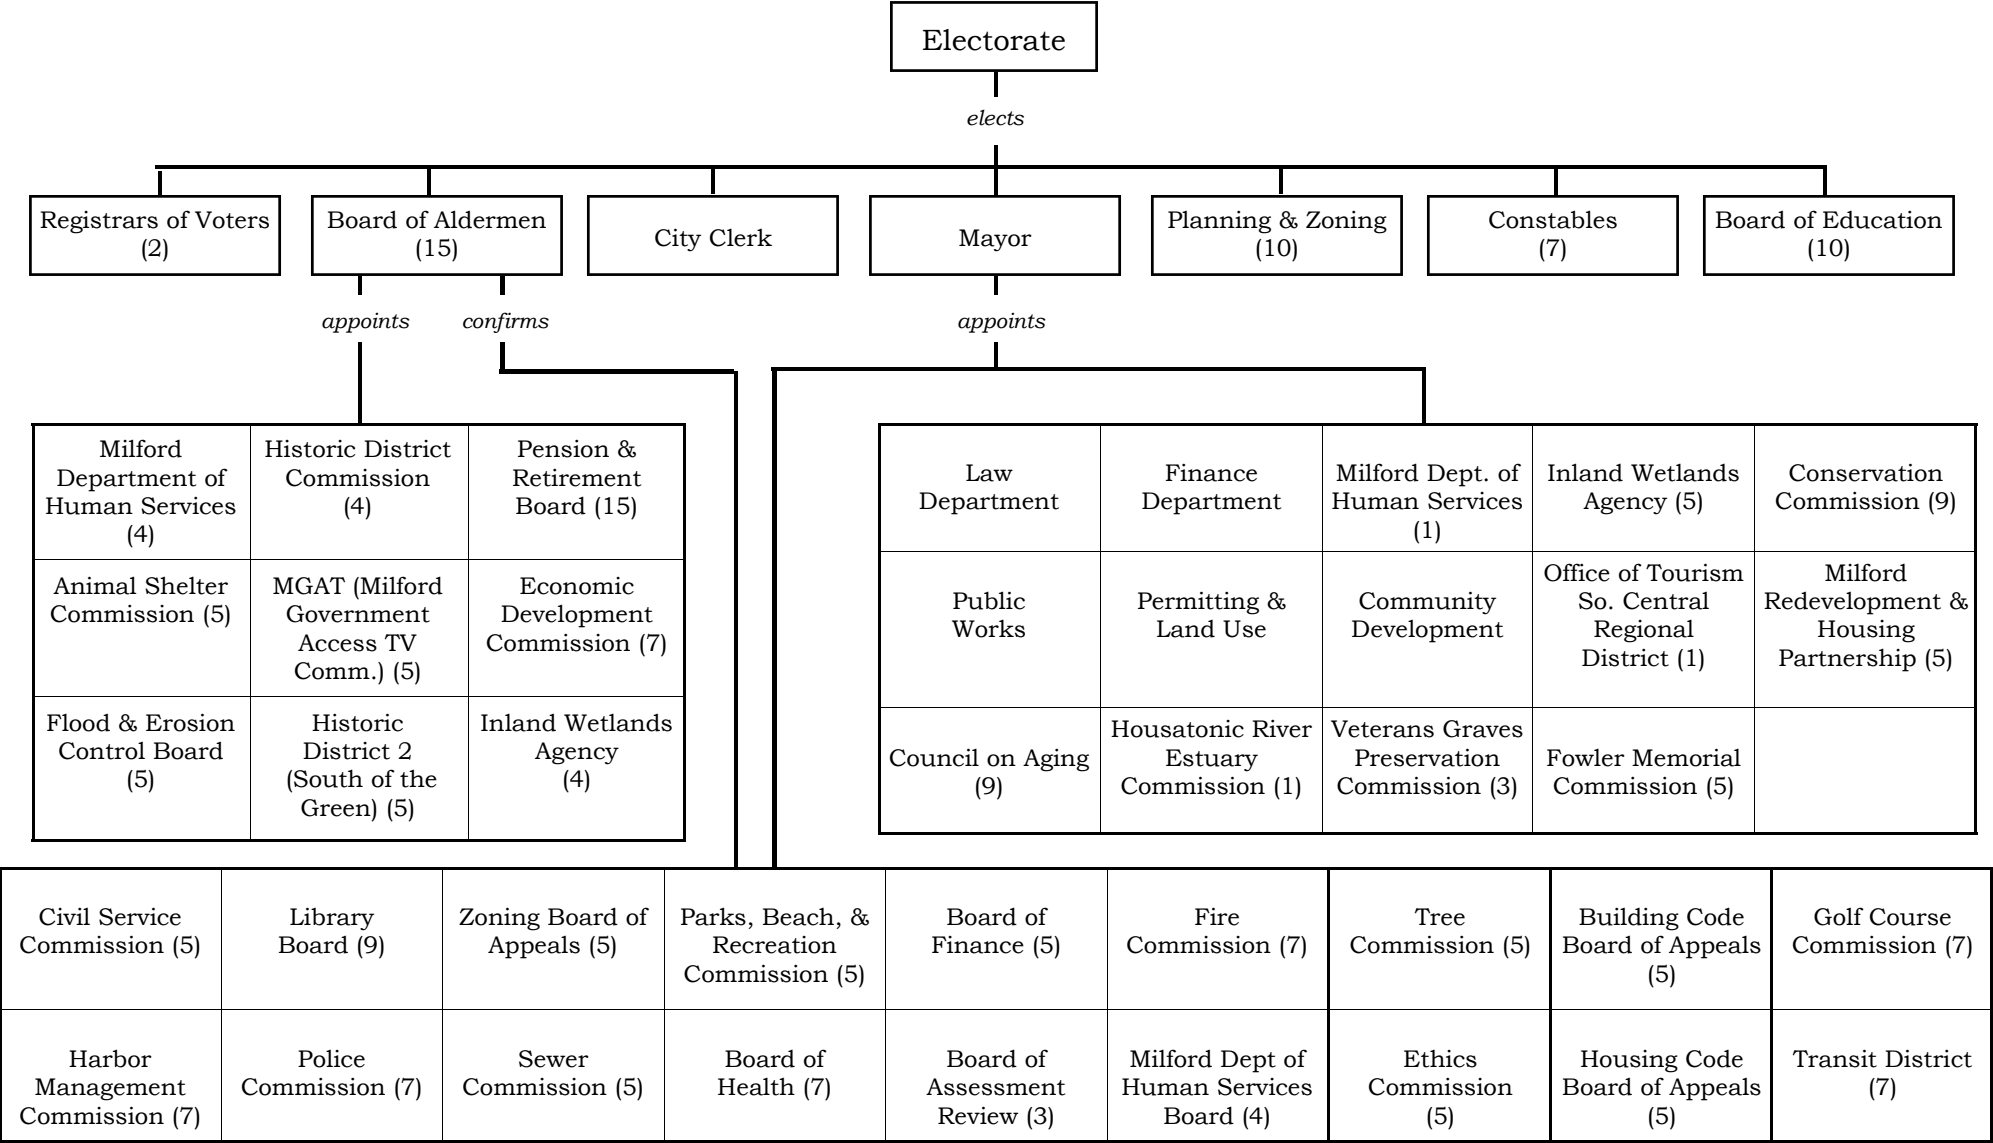 Electorate
elects
Registrars of Voters
(2)
Board of Aldermen
(15)
City Clerk
Mayor
Planning & Zoning
(10)
Constables
(7)
Board of Education
(10)
appoints
confirms
appoints
Milford
Department of
Human Services
(4)
Historic District
Commission
(4)
Pension &
Retirement
Board (15)
Animal Shelter
Commission (5)
MGAT (Milford
Government
Access TV
Comm.) (5)
Economic
Development
Commission (7)
Flood & Erosion
Control Board
(5)
Historic
District 2
(South of the
Green) (5)
Inland Wetlands
Agency
(4)
Law
Department
Finance
Department
Milford Dept. of
Human Services
(1)
Inland Wetlands
Agency (5)
Conservation
Commission (9)
Public
Works
Permitting &
Land Use
Community
Development
Office of Tourism
So. Central
Regional
District (1)
Milford
Redevelopment &
Housing
Partnership (5)
Council on Aging
(9)
Housatonic River
Estuary
Commission (1)
Veterans Graves
Preservation
Commission (3)
Fowler Memorial
Commission (5)
Civil Service
Commission (5)
Library
Board (9)
Zoning Board of
Appeals (5)
Parks, Beach, &
Recreation
Commission (5)
Board of
Finance (5)
Fire
Commission (7)
Tree
Commission (5)
Building Code
Board of Appeals
(5)
Golf Course
Commission (7)
Harbor
Management
Commission (7)
Police
Commission (7)
Sewer
Commission (5)
Board of
Health (7)
Board of
Assessment
Review (3)
Milford Dept of
Human Services
Board (4)
Ethics
Commission
(5)
Housing Code
Board of Appeals
(5)
Transit District
(7)